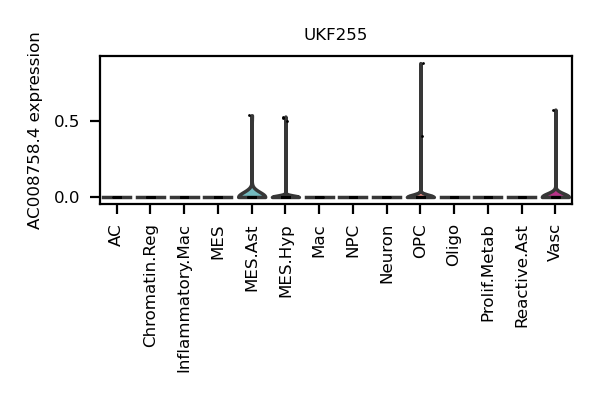 UKF255
AC008758.4 expression
0.5
0.0
AC
Chromatin.Reg
Inflammatory.Mac
MES
MES.Ast
MES.Hyp
Mac
NPC
Neuron
OPC
Oligo
Prolif.Metab
Reactive.Ast
Vasc